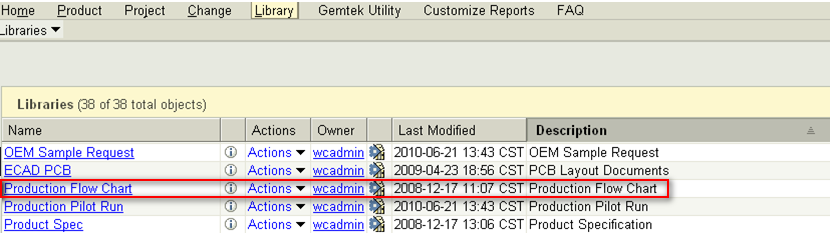 Home Product Project Change Library Gemtek Utility Customize Reports FAQ
Libraries
Libraries (38 of 38 total objects)
Name Actions Owner Last Modified Description
OEM Sample Request Actions wcadmin 2010-06-21 13:43 CST OEM Sample Request
ECAD PCB Actions wcadmin 2009-04-23 18:56 CST PCB Layout Documents
Production Flow Chart Actions wcadmin 2008-12-17 11:07 CST Production Flow Chart
Production Pilot Run Actions wcadmin 2010-06-21 13:43 CST Production Pilot Run
Product Spec Actions wcadmin 2008-12-17 13:06 CST Product Specification